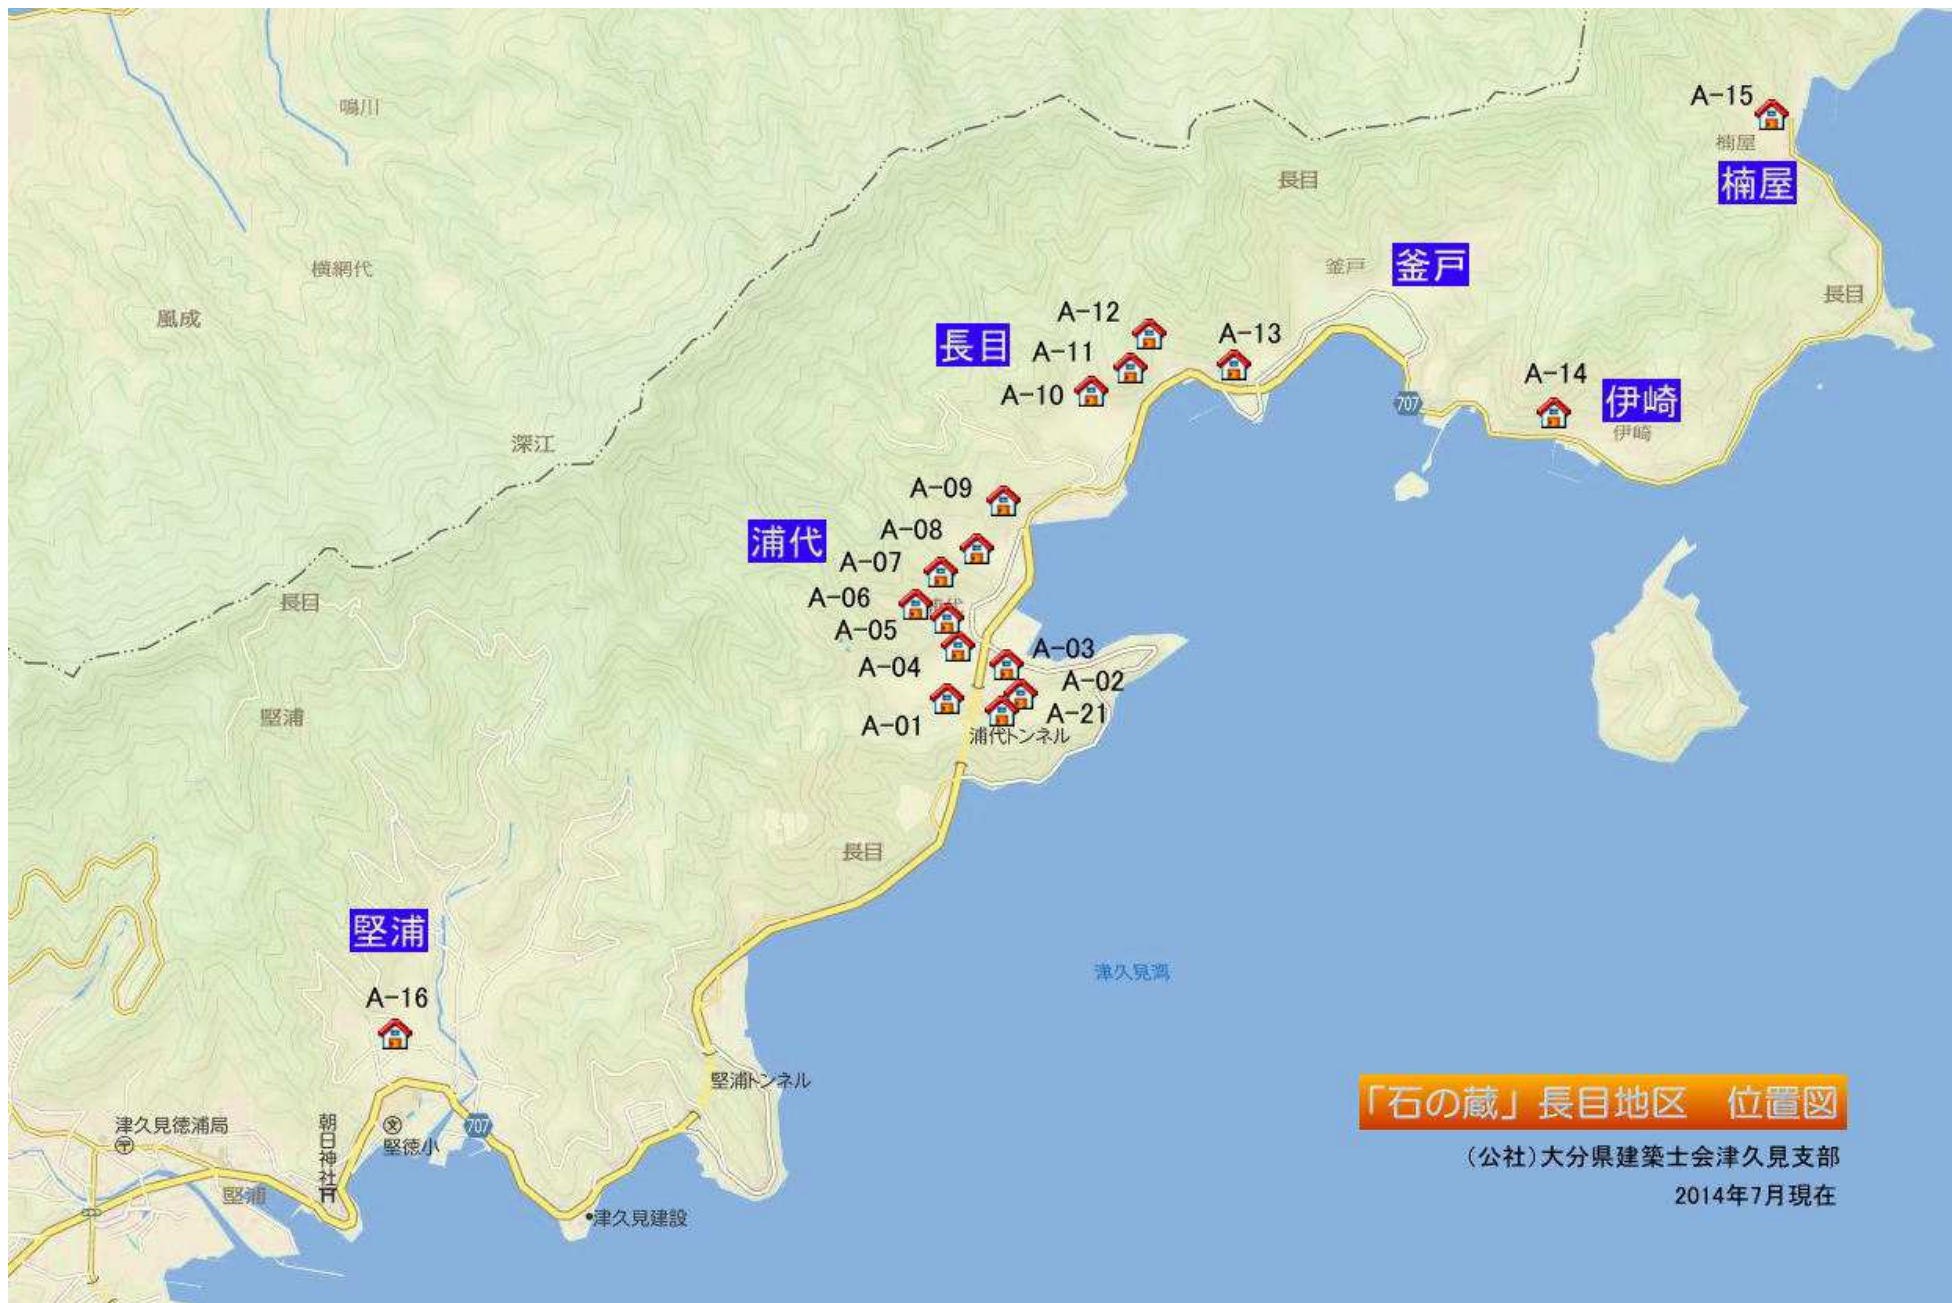 鳴川
A-15
楠屋
楠屋
長目
横網代
釜戸
釜戸
風成
長目
A-12
A-13
長目
A-11
A-10
A-14
伊崎
707
伊崎
深江
A-09
A-08
浦代
A-07
A-06
長目
A-05
A-03
A-04
A-02
A-21
A-01
堅浦
浦代トンネル
長目
堅浦
津久見湾
A-16
堅浦トンネル
「石の蔵」長目地区 位置図
(公社)大分県建築士会津久見支部
2014年7月現在
津久見徳浦局
朝日神社
707
堅徳小
堅浦
津久見建設